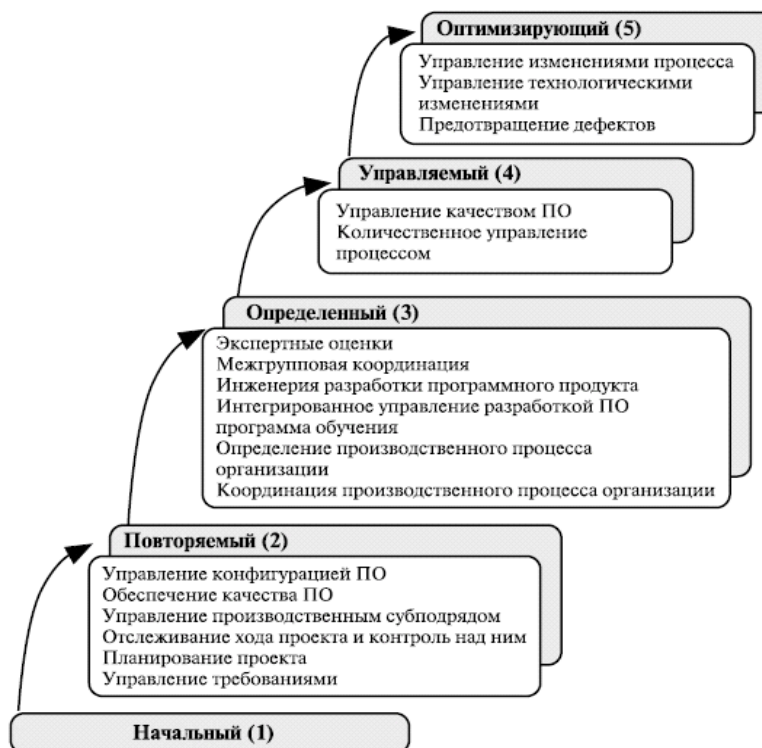 Оптимизирующий (5)
Управление изменениями процесса
Управление технологическими
изменениями
Предотвращение дефектов
Управляемый (4)
Управление качеством ПО
Количественное управление
процессом
Определенный (3)
Экспертные оценки
Межгрупповая координация
Инженерия разработки программного продукта
Интегрированное управление разработкой ПО
программа обучения
Определение производственного процесса
организации
Координация производственного процесса организации
Повторяемый (2)
Управление конфигурацией ПО
Обеспечение качества ПО
Управление производственным субподрядом
Отслеживание хода проекта и контроль над ним
Планирование проекта
Управление требованиями
Начальный (1)